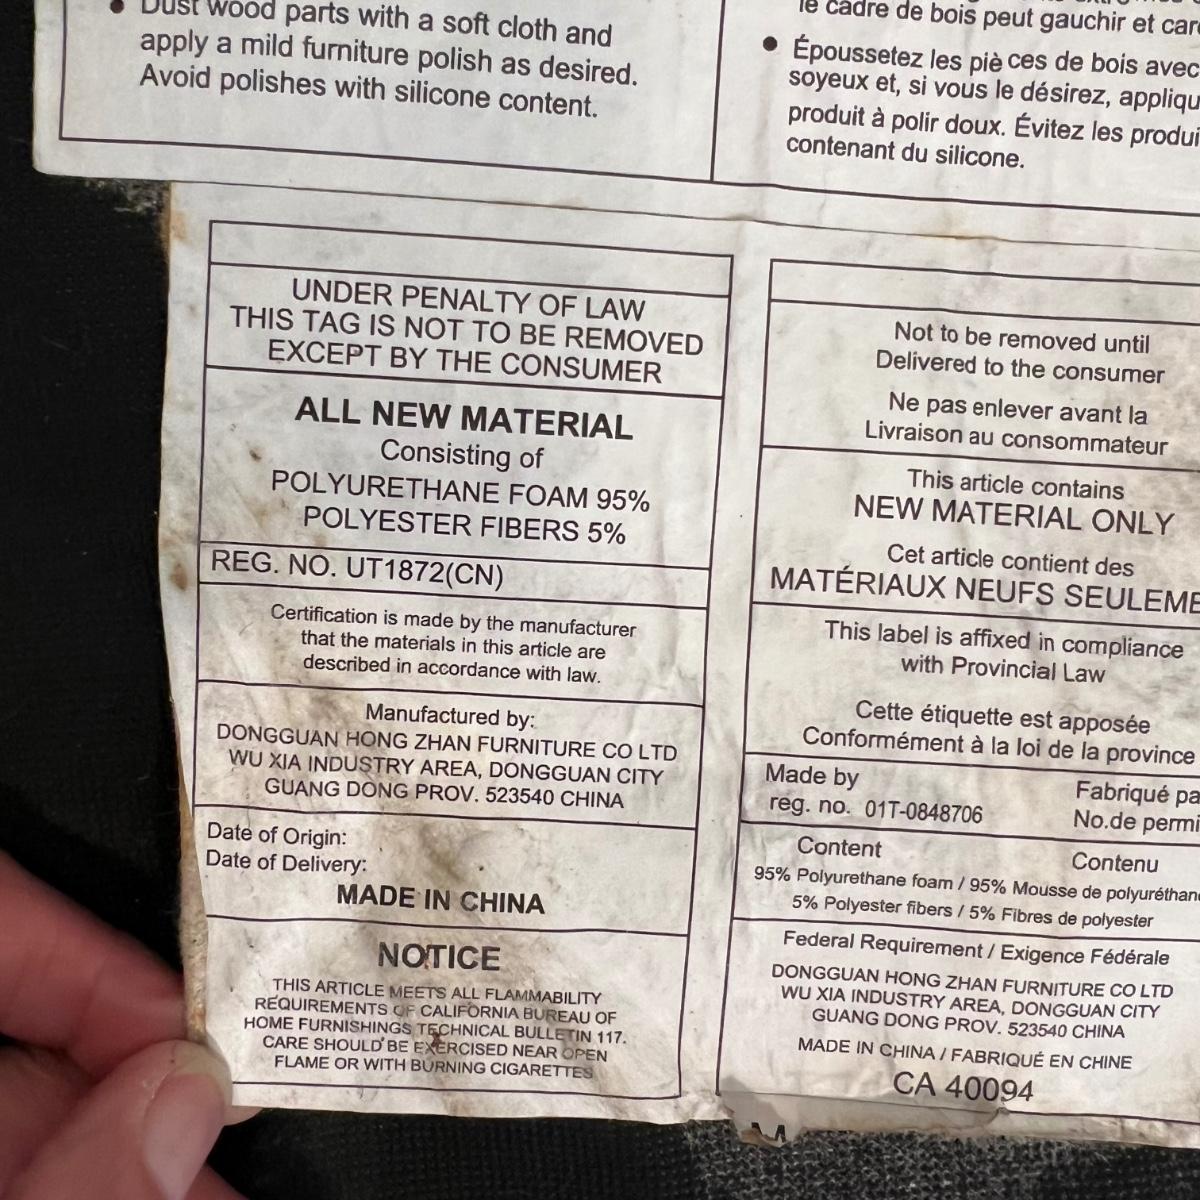 • Dust wood parts with a soft cloth and
apply a mild furniture polish as desired.
Avoid polishes with silicone content.
le cadre de bois peut gauchir et
• Époussetez les piè ces de bois avec
soyeux et, si vous le désirez,
produit à polir doux. Évitez les
contenant du silicone.
UNDER PENALTY OF LAW
THIS TAG IS NOT TO BE REMOVED
EXCEPT BY THE CONSUMER
ALL NEW MATERIAL
Consisting of
POLYURETHANE FOAM 95%
POLYESTER FIBERS 5%
REG. NO. UT1872(CN)
Certification is made by the manufacturer
that the materials in this article are
described in accordance with law.
Manufactured by:
DONGGUAN HONG ZHAN FURNITURE CO LTD
WU XIA INDUSTRY AREA, DONGGUAN CITY
GUANG DONG PROV. 523540 CHINA
Date of Origin:
Date of Delivery:
MADE IN CHINA
NOTICE
THIS ARTICLE MEETS ALL FLAMMABILITY
REQUIREMENTS OF CALIFORNIA BUREAU OF
HOME FURNISHINGS TECHNICAL BULLETIN 117.
CARE SHOULD BE EXERCISED NEAR OPEN
FLAME OR WITH BURNING CIGARETTES
Not to be removed until
Delivered to the consumer
Ne pas enlever avant la
Livraison au consommateur
This article contains
NEW MATERIAL ONLY
Cet article contient des
MATÉRIAUX NEUFS SEULEME
This label is affixed in compliance
with Provincial Law
Cette étiquette est apposée
Conformément à la loi de la province
Made by Fabriqué pa
reg. no. 01T-0848706 No.de permi
Content Contenu
95% Polyurethane foam / 95% Mousse de polyuréthan
5% Polyester fibers / 5% Fibres de polyester
Federal Requirement / Exigence Fédérale
DONGGUAN HONG ZHAN FURNITURE CO LTD
WU XIA INDUSTRY AREA, DONGGUAN CITY
GUANG DONG PROV. 523540 CHINA
MADE IN CHINA / FABRIQUÉ EN CHINE
CA 40094